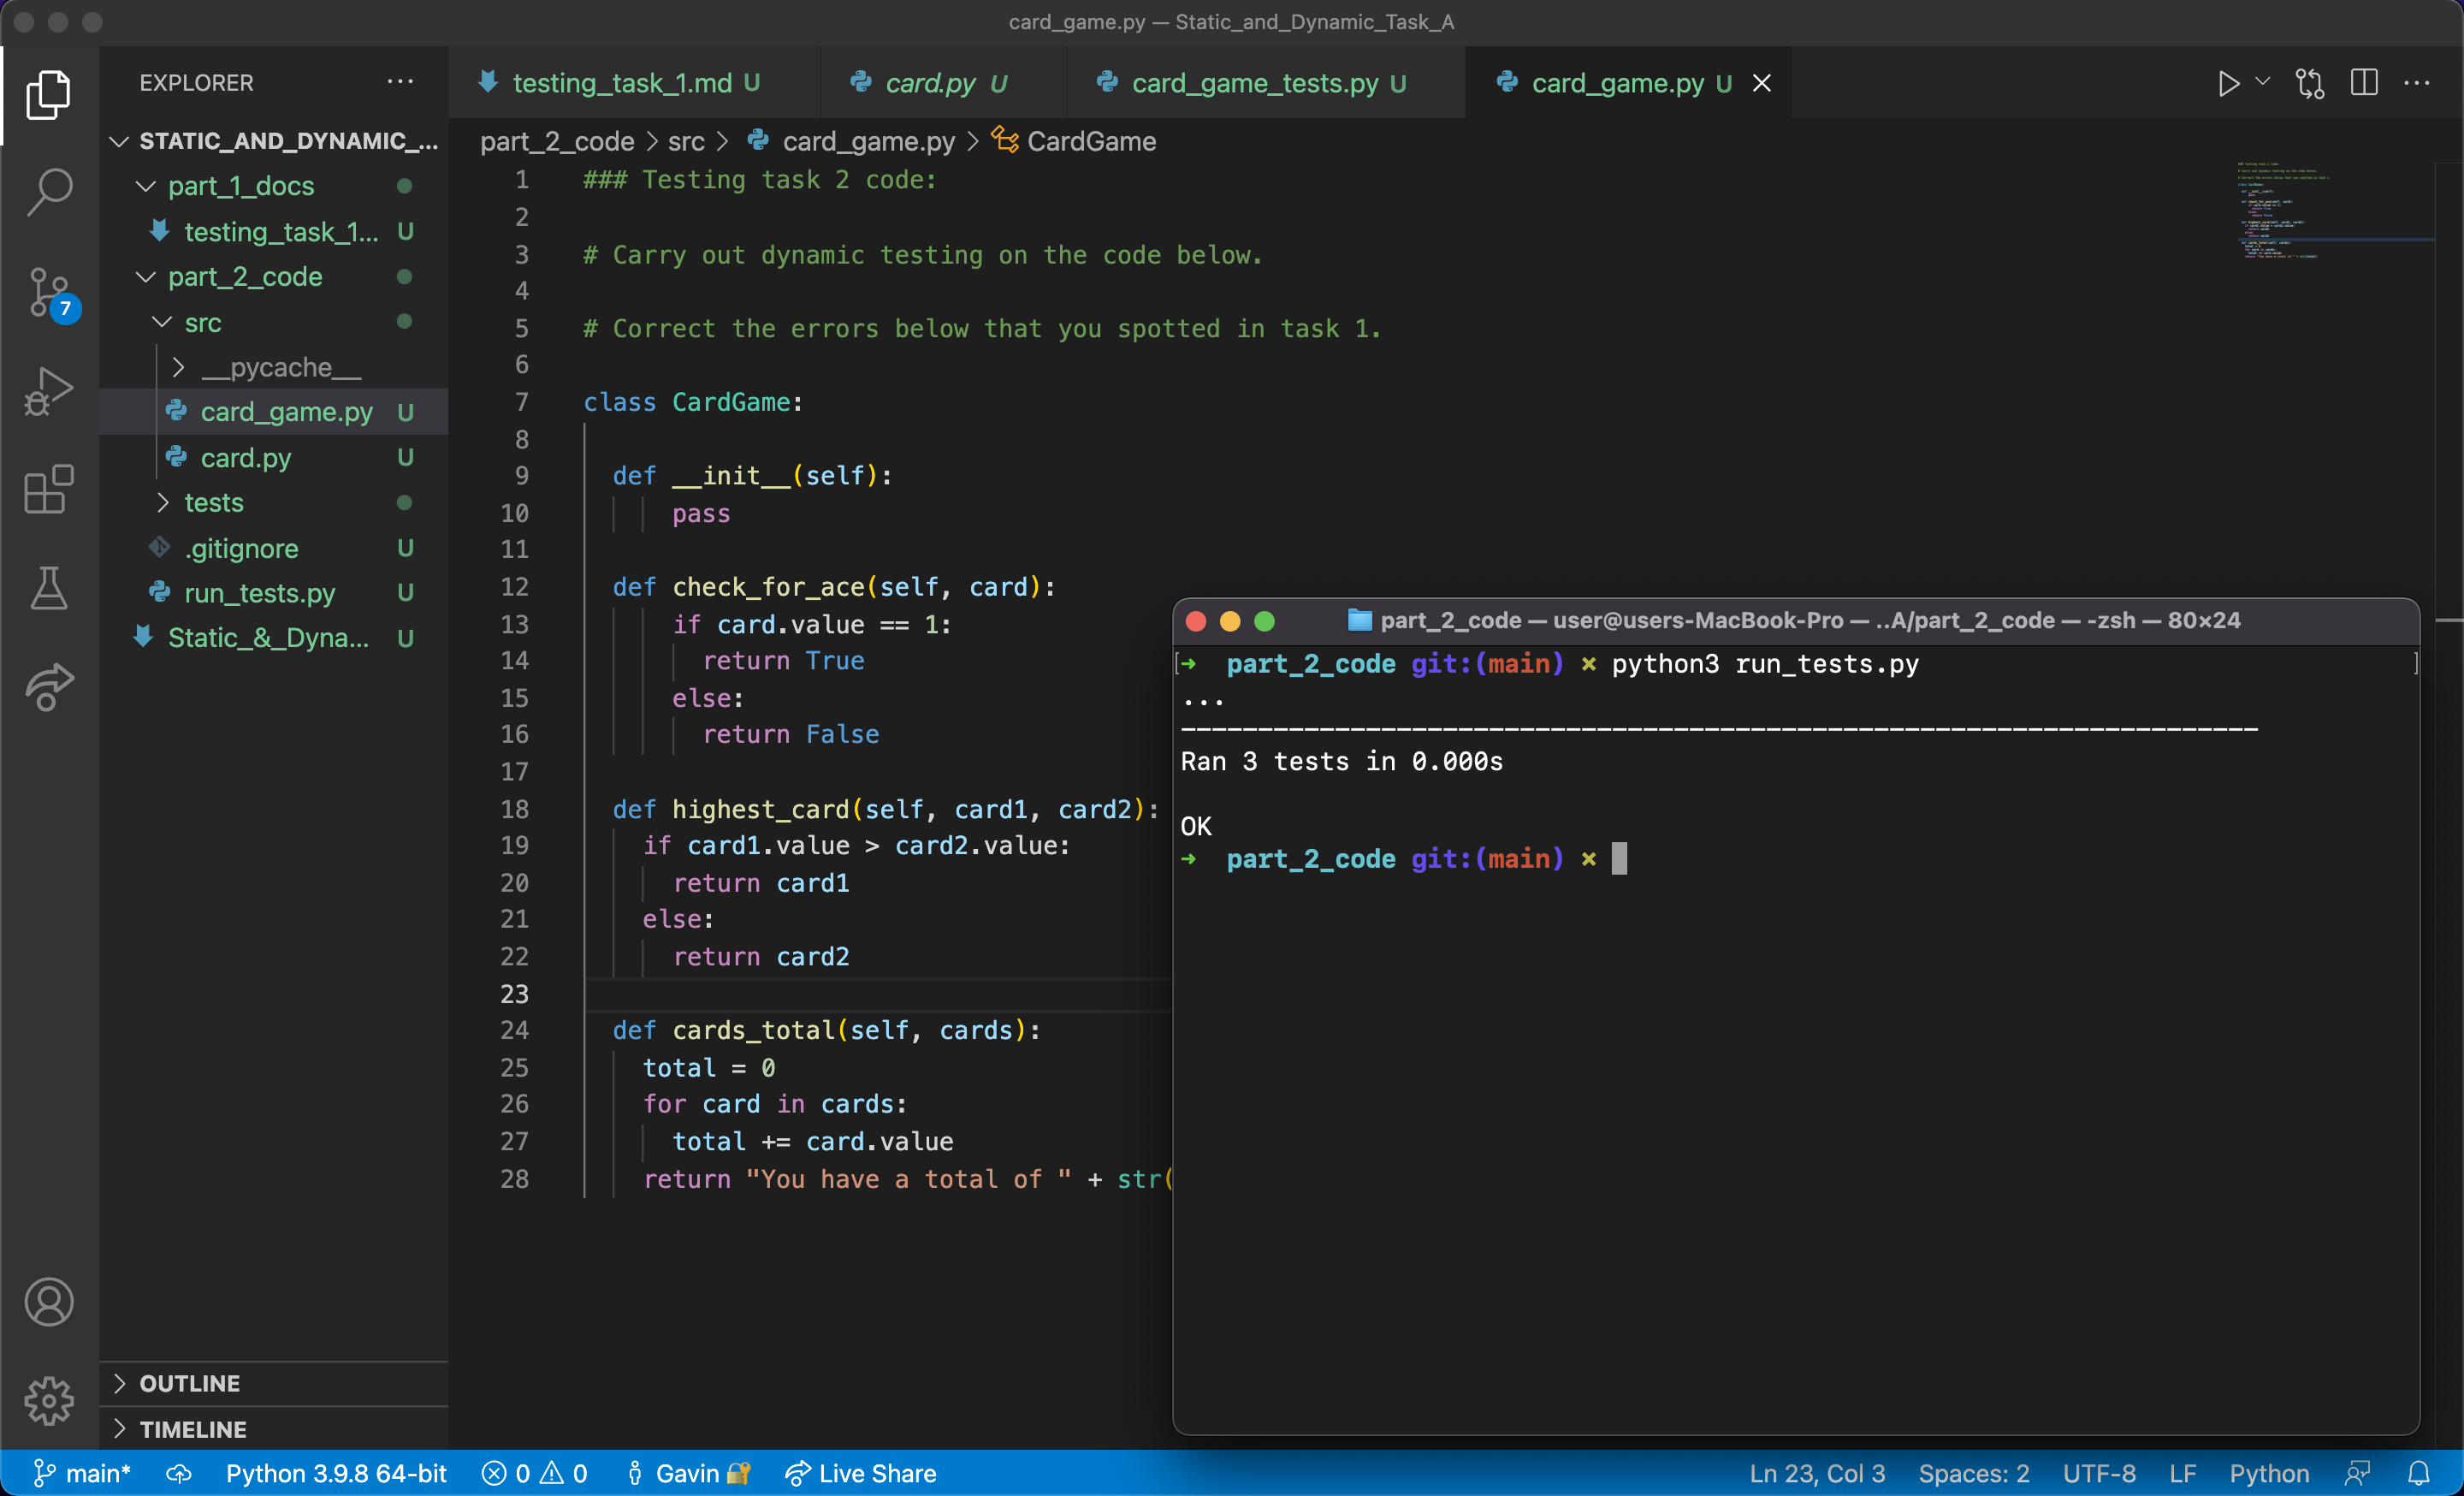 card_game.py — Static_and_Dynamic_Task_A
EXPLORER
testing_task_1.md U
card.py U
card_game_tests.py U
card_game.py U
STATIC_AND_DYNAMIC_...
part_1_docs
testing_task_1... U
part_2_code
src
__pycache__
card_game.py U
card.py U
tests
.gitignore U
run_tests.py U
Static_&_Dyna... U
7
OUTLINE
TIMELINE
part_2_code > src > card_game.py > CardGame
1 ### Testing task 2 code:
2
3 # Carry out dynamic testing on the code below.
4
5 # Correct the errors below that you spotted in task 1.
6
7 class CardGame:
8
9 def __init__(self):
10 pass
11
12 def check_for_ace(self, card):
13 if card.value == 1:
14 return True
15 else:
16 return False
17
18 def highest_card(self, card1, card2):
19 if card1.value > card2.value:
20 return card1
21 else:
22 return card2
23
24 def cards_total(self, cards):
25 total = 0
26 for card in cards:
27 total += card.value
28 return "You have a total of " + str(
part_2_code — user@users-MacBook-Pro — ..A/part_2_code — -zsh — 80×24
[➜ part_2_code git:(main) × python3 run_tests.py ]
...
----------------------------------------------------------------------
Ran 3 tests in 0.000s
OK
➜ part_2_code git:(main) ×
main* Python 3.9.8 64-bit 0 0 Gavin Live Share Ln 23, Col 3 Spaces: 2 UTF-8 LF Python